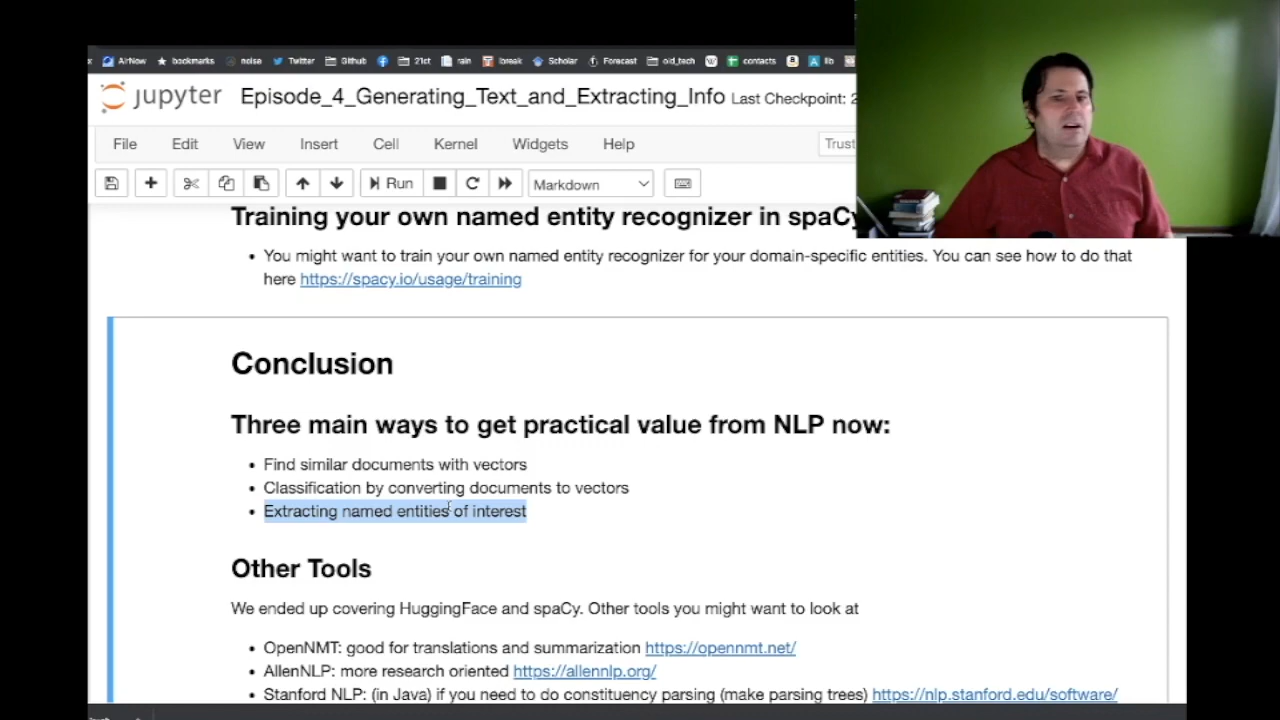 AirNow bookmarks noise Twitter Github 21ct rain break Scholar Forecast old_tech contacts lib
jupyter Episode_4_Generating_Text_and_Extracting_Info Last Checkpoint: 2
File Edit View Insert Cell Kernel Widgets Help Trust
Run Markdown
Training your own named entity recognizer in spaCy
• You might want to train your own named entity recognizer for your domain-specific entities. You can see how to do that
here https://spacy.io/usage/training
Conclusion
Three main ways to get practical value from NLP now:
• Find similar documents with vectors
• Classification by converting documents to vectors
• Extracting named entities of interest
Other Tools
We ended up covering HuggingFace and spaCy. Other tools you might want to look at
• OpenNMT: good for translations and summarization https://opennmt.net/
• AllenNLP: more research oriented https://allennlp.org/
• Stanford NLP: (in Java) if you need to do constituency parsing (make parsing trees) https://nlp.stanford.edu/software/